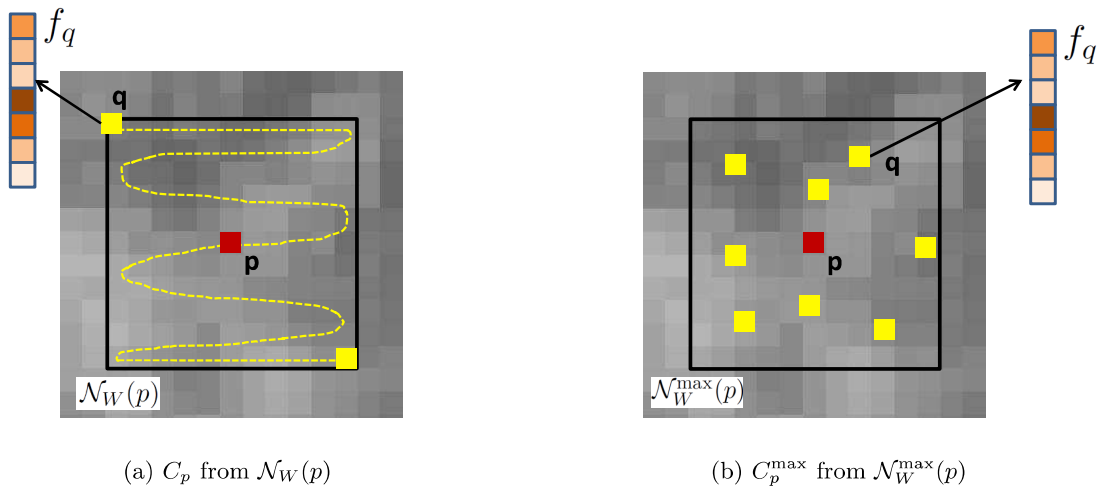 f_q
q
p
𝒩_W(p)
(a) C_p from 𝒩_W(p)
f_q
q
p
𝒩_W^max(p)
(b) C_p^max from 𝒩_W^max(p)